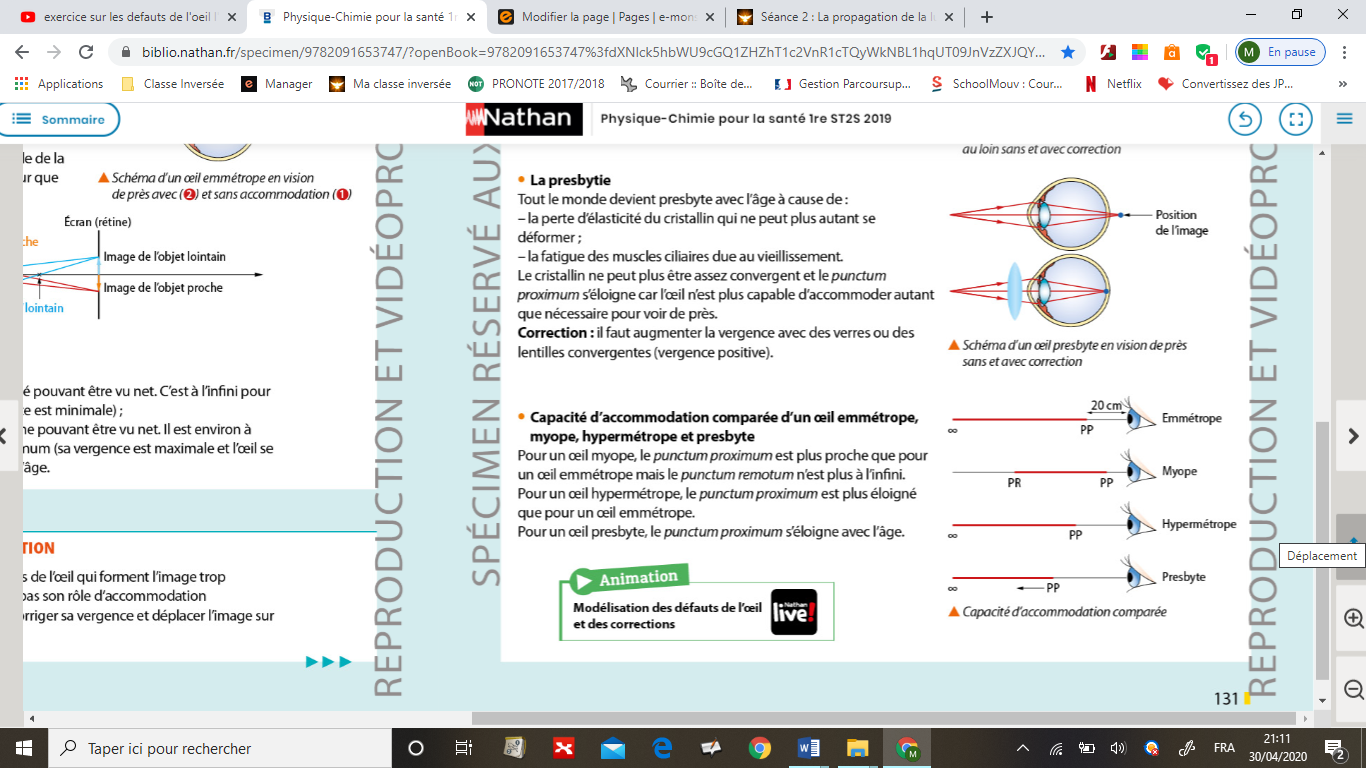 exercice sur les defauts de l'oeil
Physique-Chimie pour la santé 1r
Modifier la page | Pages | e-mons
Séance 2 : La propagation de la l
biblio.nathan.fr/specimen/9782091653747/?openBook=9782091653747%3fdXNlck5hbWU9cGQ1ZHZhT1c2VnR1cTQyWkNBL1hqUT09JnVzZXJQY...
M En pause
Applications
Classe Inversée
Manager
Ma classe inversée
PRONOTE 2017/2018
Courrier :: Boîte de...
Gestion Parcoursup...
SchoolMouv : Cour...
Netflix
Convertissez des JP...
Sommaire
Nathan
Physique-Chimie pour la santé 1re ST2S 2019
le de la
ur que
Schéma d'un œil emmétrope en vision
de près avec (2) et sans accommodation (1)
Écran (rétine)
che
Image de l'objet lointain
Image de l'objet proche
lointain
é pouvant être vu net. C'est à l'infini pour
e est minimale) ;
ne pouvant être vu net. Il est environ à
mum (sa vergence est maximale et l'œil se
'âge.
TION
s de l'œil qui forment l'image trop
pas son rôle d'accommodation
orriger sa vergence et déplacer l'image sur
REPRODUCTION ET VIDÉOPRO
SPÉCIMEN RÉSERVÉ AUX
• La presbytie
Tout le monde devient presbyte avec l'âge à cause de :
– la perte d'élasticité du cristallin qui ne peut plus autant se
déformer ;
– la fatigue des muscles ciliaires due au vieillissement.
Le cristallin ne peut plus être assez convergent et le punctum
proximum s'éloigne car l'œil n'est plus capable d'accommoder autant
que nécessaire pour voir de près.
Correction : il faut augmenter la vergence avec des verres ou des
lentilles convergentes (vergence positive).
• Capacité d'accommodation comparée d'un œil emmétrope,
myope, hypermétrope et presbyte
Pour un œil myope, le punctum proximum est plus proche que pour
un œil emmétrope mais le punctum remotum n'est plus à l'infini.
Pour un œil hypermétrope, le punctum proximum est plus éloigné
que pour un œil emmétrope.
Pour un œil presbyte, le punctum proximum s'éloigne avec l'âge.
Animation
Modélisation des défauts de l'œil
et des corrections
Nathan
live!
au loin sans et avec correction
Position
de l'image
Schéma d'un œil presbyte en vision de près
sans et avec correction
20 cm
∞ PP Emmétrope
PR PP Myope
∞ PP Hypermétrope
∞ PP Presbyte
Capacité d'accommodation comparée
131
REPRODUCTION ET VIDÉOPRO
Déplacement
Taper ici pour rechercher
FRA
21:11
30/04/2020
2